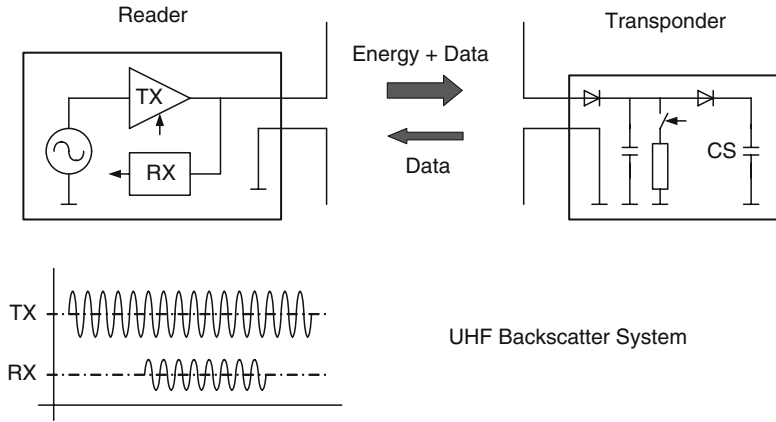 Reader
Transponder
Energy + Data
TX
RX
Data
CS
TX
RX
UHF Backscatter System